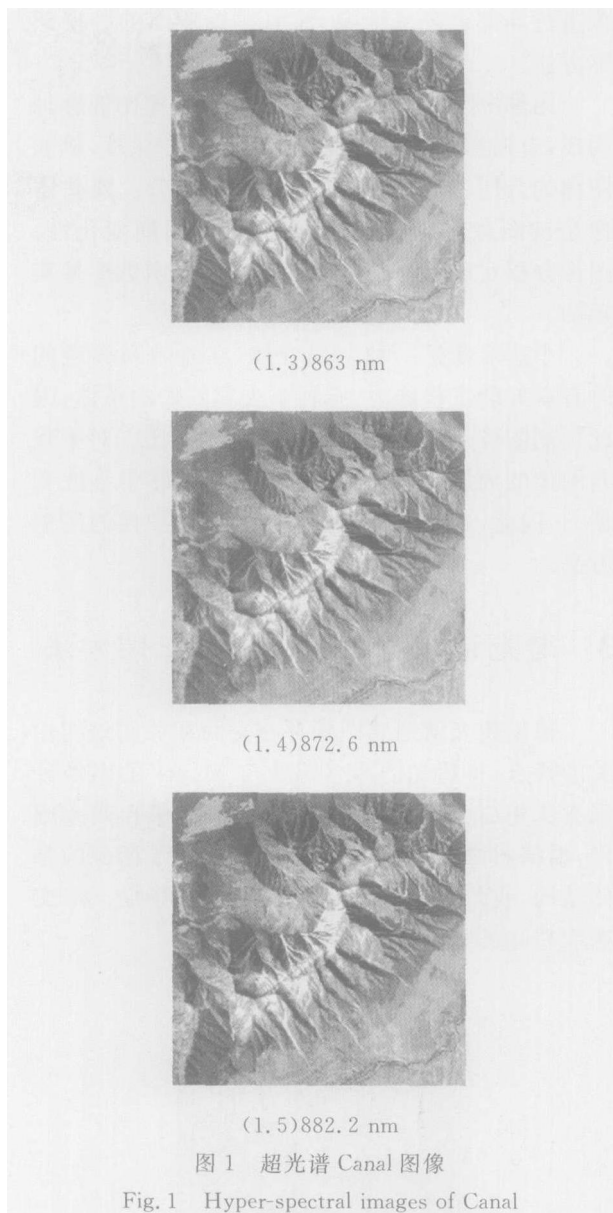 (1.3)863 nm
(1.4)872.6 nm
(1.5)882.2 nm
图 1 超光谱 Canal 图像
Fig. 1 Hyper-spectral images of Canal